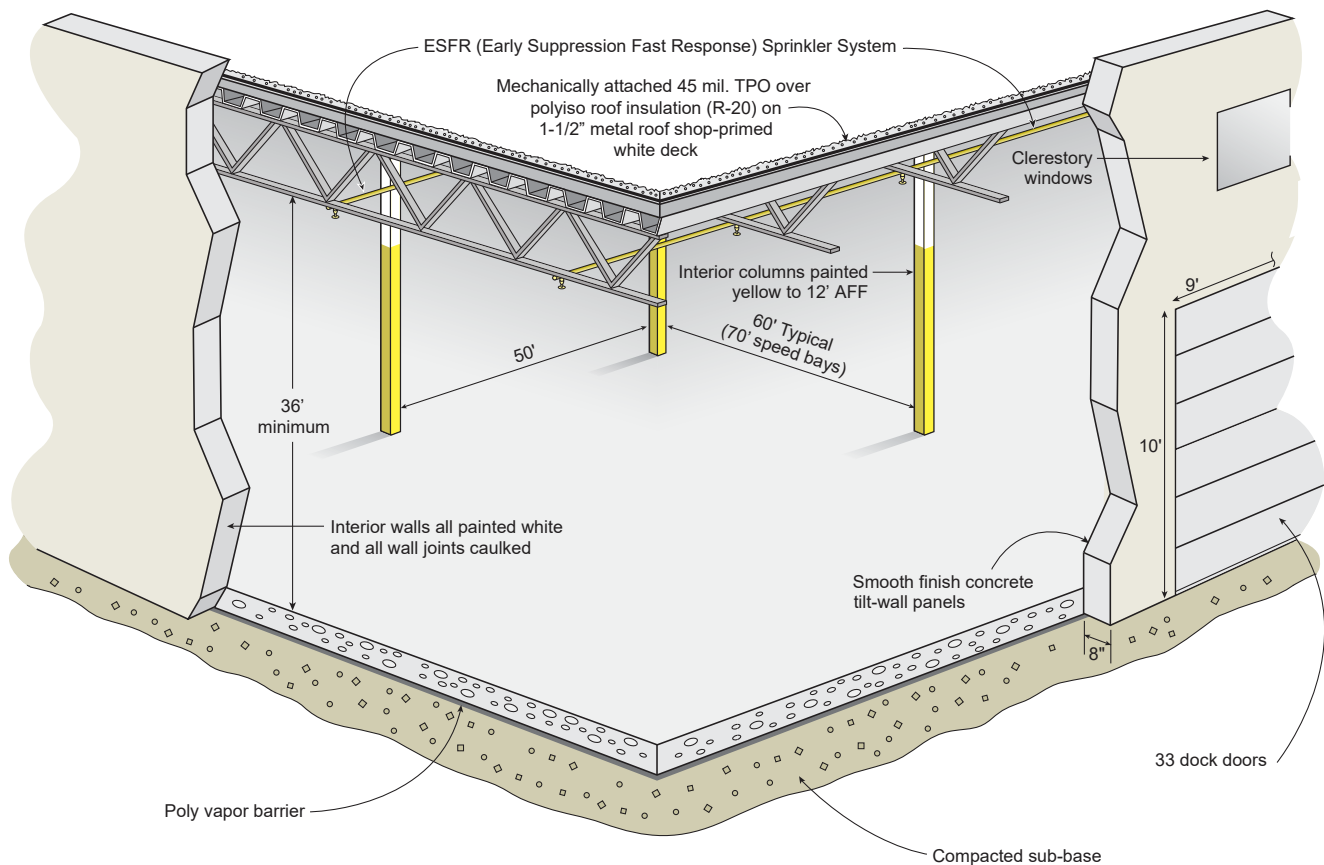 ESFR (Early Suppression Fast Response) Sprinkler System
Mechanically attached 45 mil. TPO over
polyiso roof insulation (R-20) on
1-1/2” metal roof shop-primed
white deck
Clerestory
windows
Interior columns painted
yellow to 12’ AFF
9'
50'
60' Typical
(70’ speed bays)
36’
minimum
10'
Interior walls all painted white
and all wall joints caulked
Smooth finish concrete
tilt-wall panels
8"
33 dock doors
Poly vapor barrier
Compacted sub-base